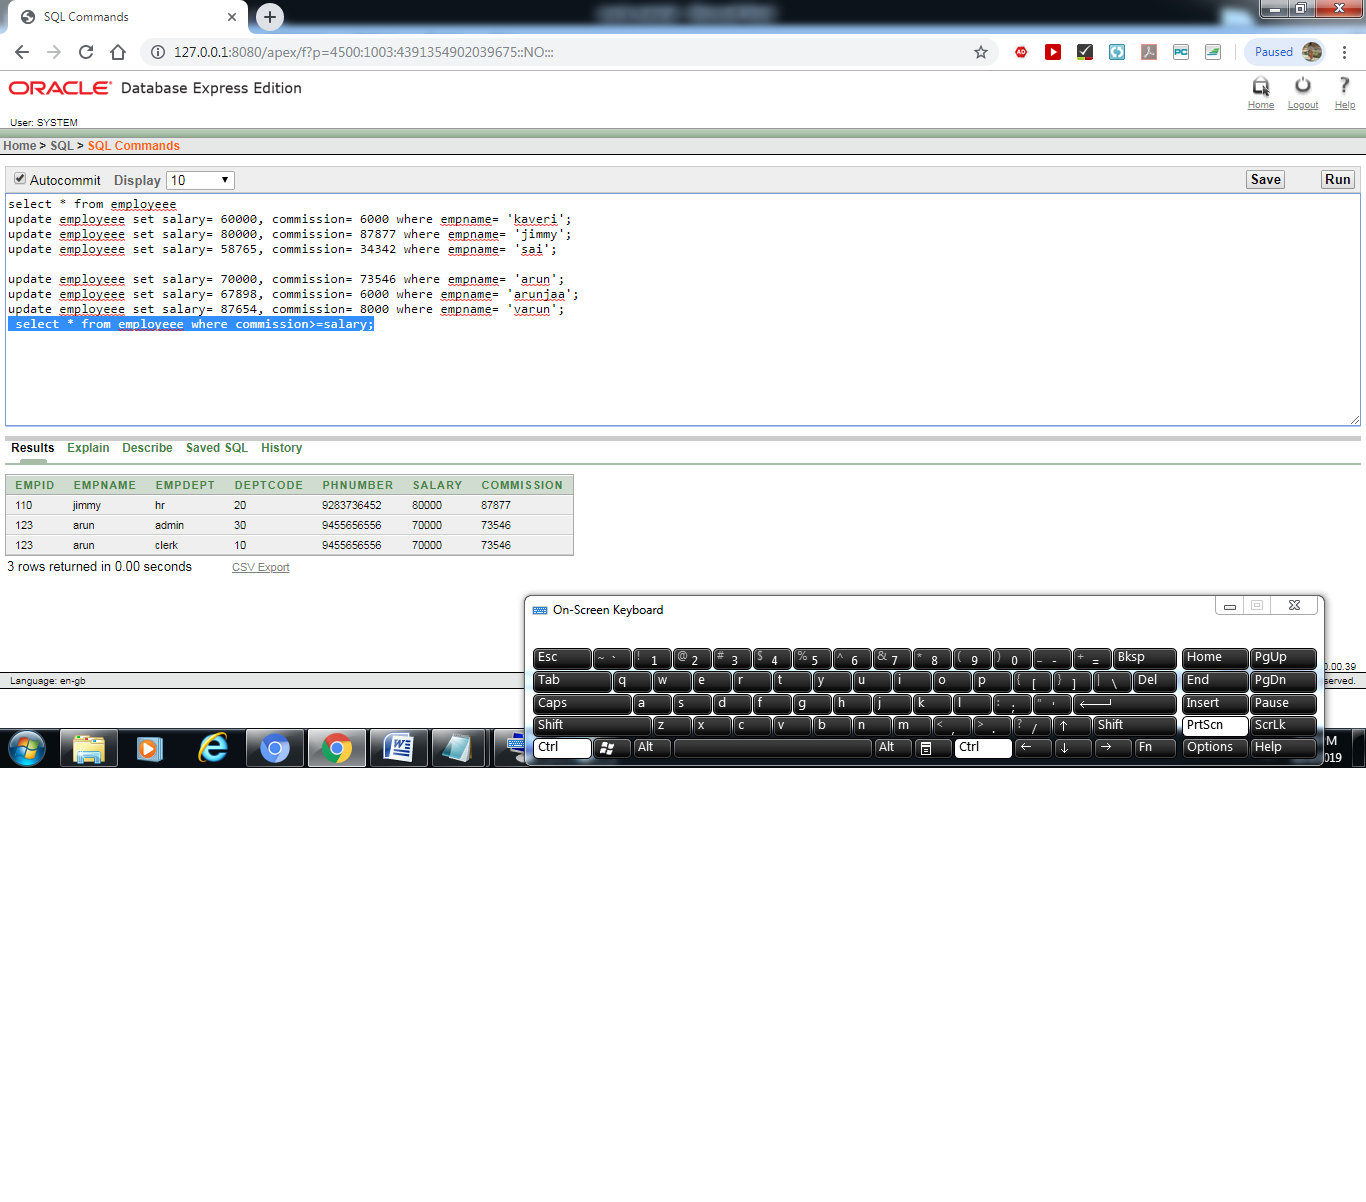 SQL Commands
127.0.0.1:8080/apex/f?p=4500:1003:4391354902039675::NO:::
Paused
ORACLE Database Express Edition
Home Logout Help
User: SYSTEM
Home > SQL > SQL Commands
Autocommit Display 10 Save Run
select * from employeee
update employeee set salary= 60000, commission= 6000 where empname= 'kaveri';
update employeee set salary= 80000, commission= 87877 where empname= 'jimmy';
update employeee set salary= 58765, commission= 34342 where empname= 'sai';
update employeee set salary= 70000, commission= 73546 where empname= 'arun';
update employeee set salary= 67898, commission= 6000 where empname= 'arunjaa';
update employeee set salary= 87654, commission= 8000 where empname= 'varun';
select * from employeee where commission>=salary;
Results Explain Describe Saved SQL History
EMPID EMPNAME EMPDEPT DEPTCODE PHNUMBER SALARY COMMISSION
110 jimmy hr 20 9283736452 80000 87877
123 arun admin 30 9455656556 70000 73546
123 arun clerk 10 9455656556 70000 73546
3 rows returned in 0.00 seconds CSV Export
On-Screen Keyboard
Esc ~ ` ! 1 @ 2 # 3 $ 4 % 5 ^ 6 & 7 * 8 ( 9 ) 0 _ - + = Bksp Home PgUp
Tab q w e r t y u i o p { [ } ] | \ Del End PgDn
Caps a s d f g h j k l : ; " ' Insert Pause
Shift z x c v b n m < , > . ? / ↑ Shift PrtScn ScrLk
Ctrl Alt Alt Ctrl ← ↓ → Fn Options Help
0.00.39
Language: en-gb served.
M
019